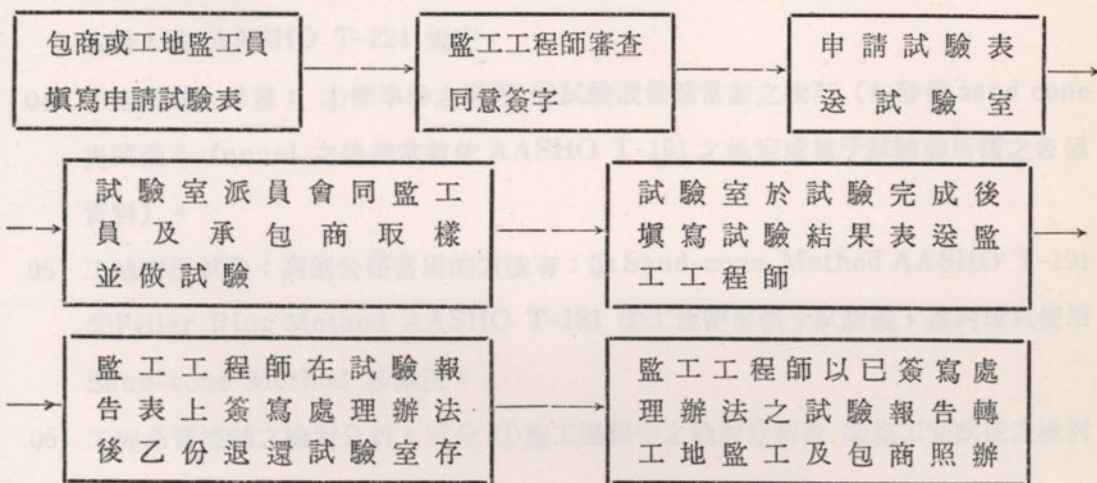 包商或工地監工員
填寫申請試驗表
監工工程師審查
同意簽字
申請試驗表
送試驗室
試驗室派員會同監工
員及承包商取樣
並做試驗
試驗室於試驗完成後
填寫試驗結果表送監
工工程師
監工工程師在試驗報
告表上簽寫處理辦法
後乙份退還試驗室存
監工工程師以已簽寫處
理辦法之試驗報告轉
工地監工及包商照辦